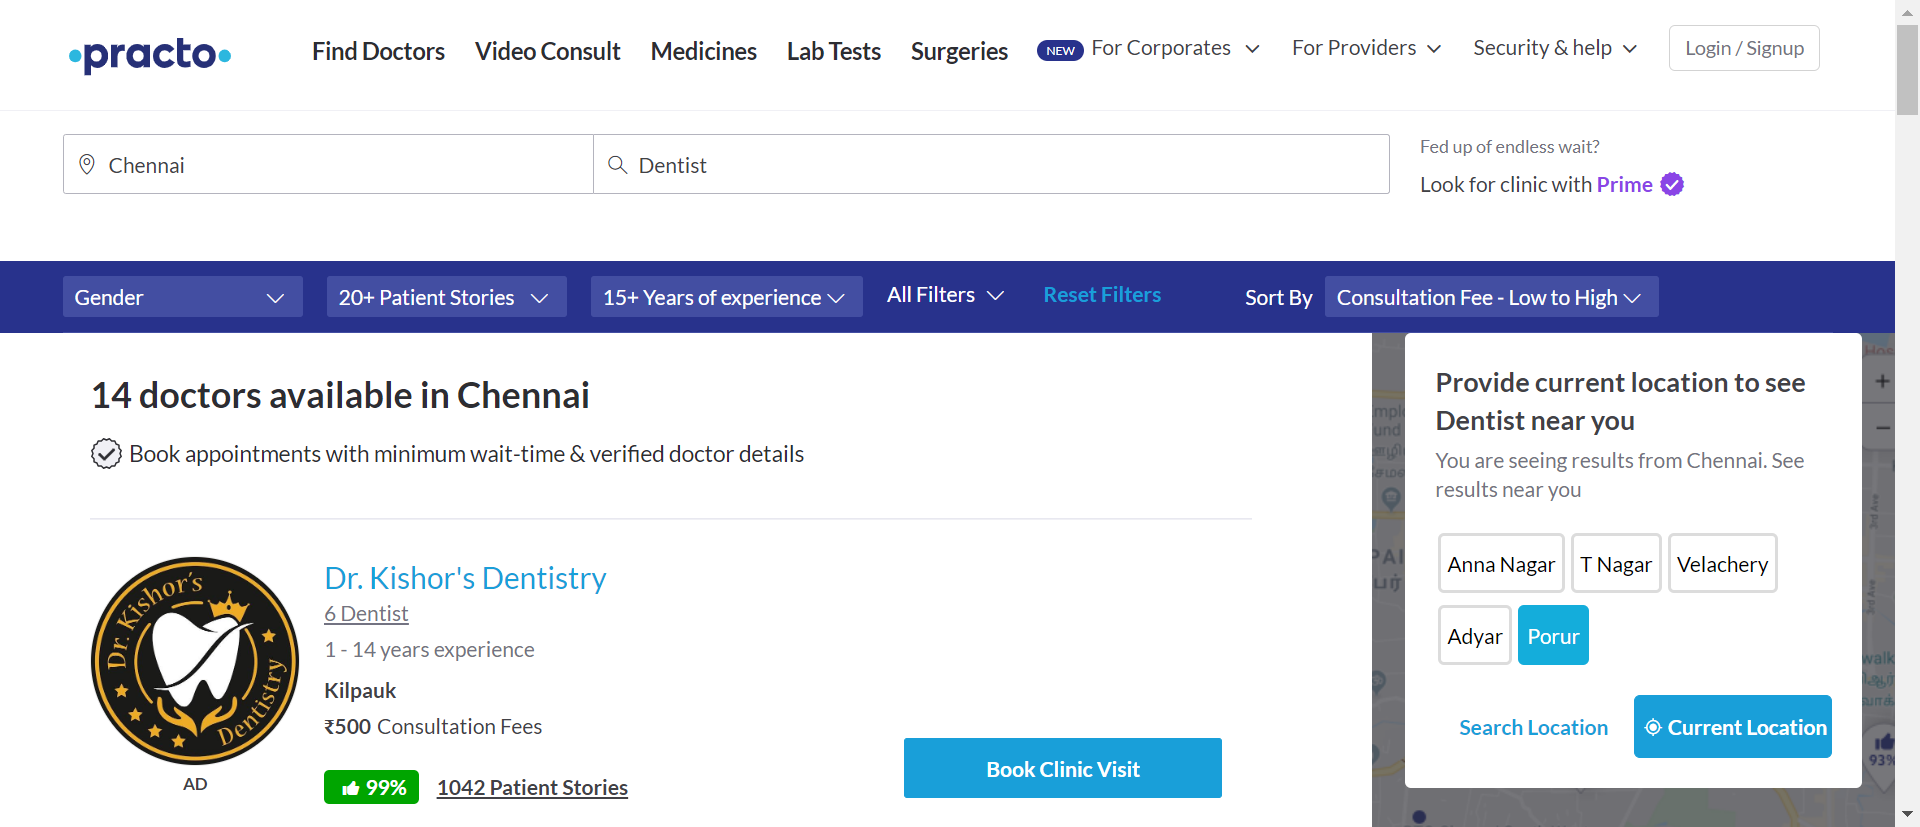 practo
Find Doctors
Video Consult
Medicines
Lab Tests
Surgeries
NEW For Corporates
For Providers
Security & help
Login / Signup
Chennai
Dentist
Fed up of endless wait?
Look for clinic with Prime
Gender
20+ Patient Stories
15+ Years of experience
All Filters
Reset Filters
Sort By
Consultation Fee - Low to High
14 doctors available in Chennai
Book appointments with minimum wait-time & verified doctor details
Dr. Kishor's
Dentistry
AD
Dr. Kishor's Dentistry
6 Dentist
1 - 14 years experience
Kilpauk
₹500 Consultation Fees
99%
1042 Patient Stories
Book Clinic Visit
Provide current location to see
Dentist near you
You are seeing results from Chennai. See
results near you
Anna Nagar
T Nagar
Velachery
Adyar
Porur
Search Location
Current Location
3rd Ave
3rd Ave
93%